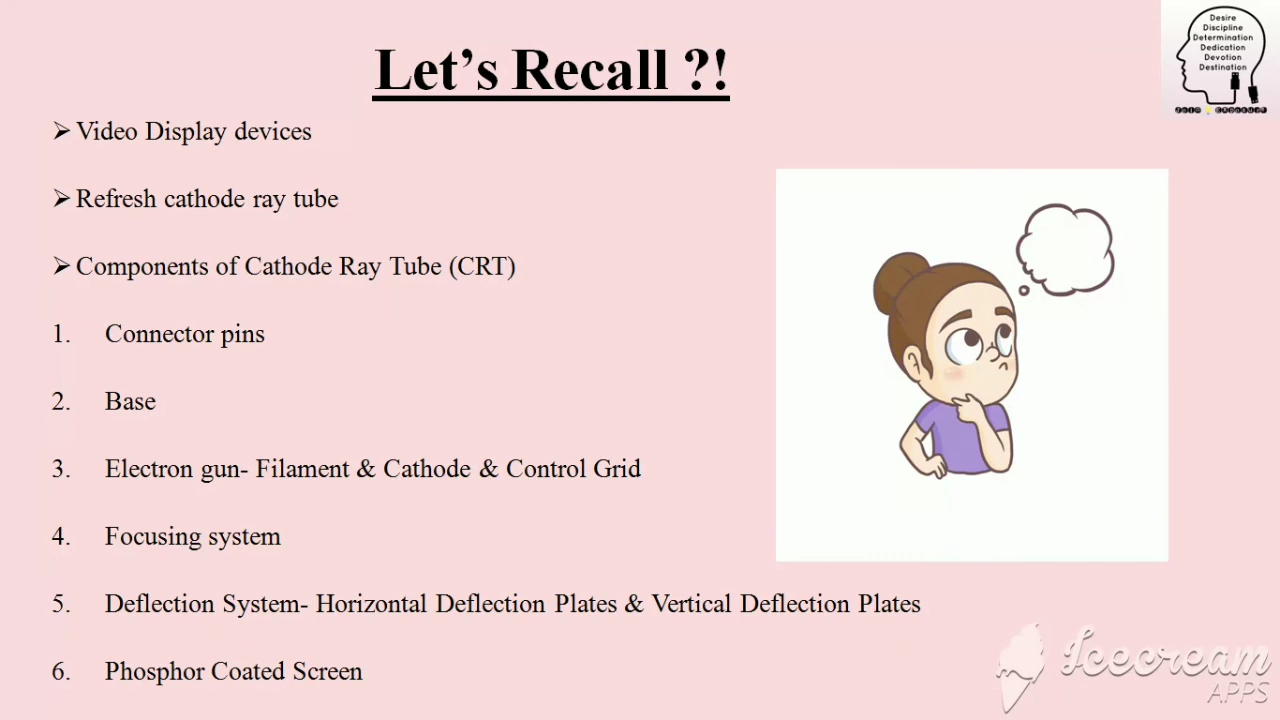 Let's Recall ?!
➢ Video Display devices
➢ Refresh cathode ray tube
➢ Components of Cathode Ray Tube (CRT)
1. Connector pins
2. Base
3. Electron gun- Filament & Cathode & Control Grid
4. Focusing system
5. Deflection System- Horizontal Deflection Plates & Vertical Deflection Plates
6. Phosphor Coated Screen
Desire
Discipline
Determination
Dedication
Devotion
Destination
Icecream
APPS